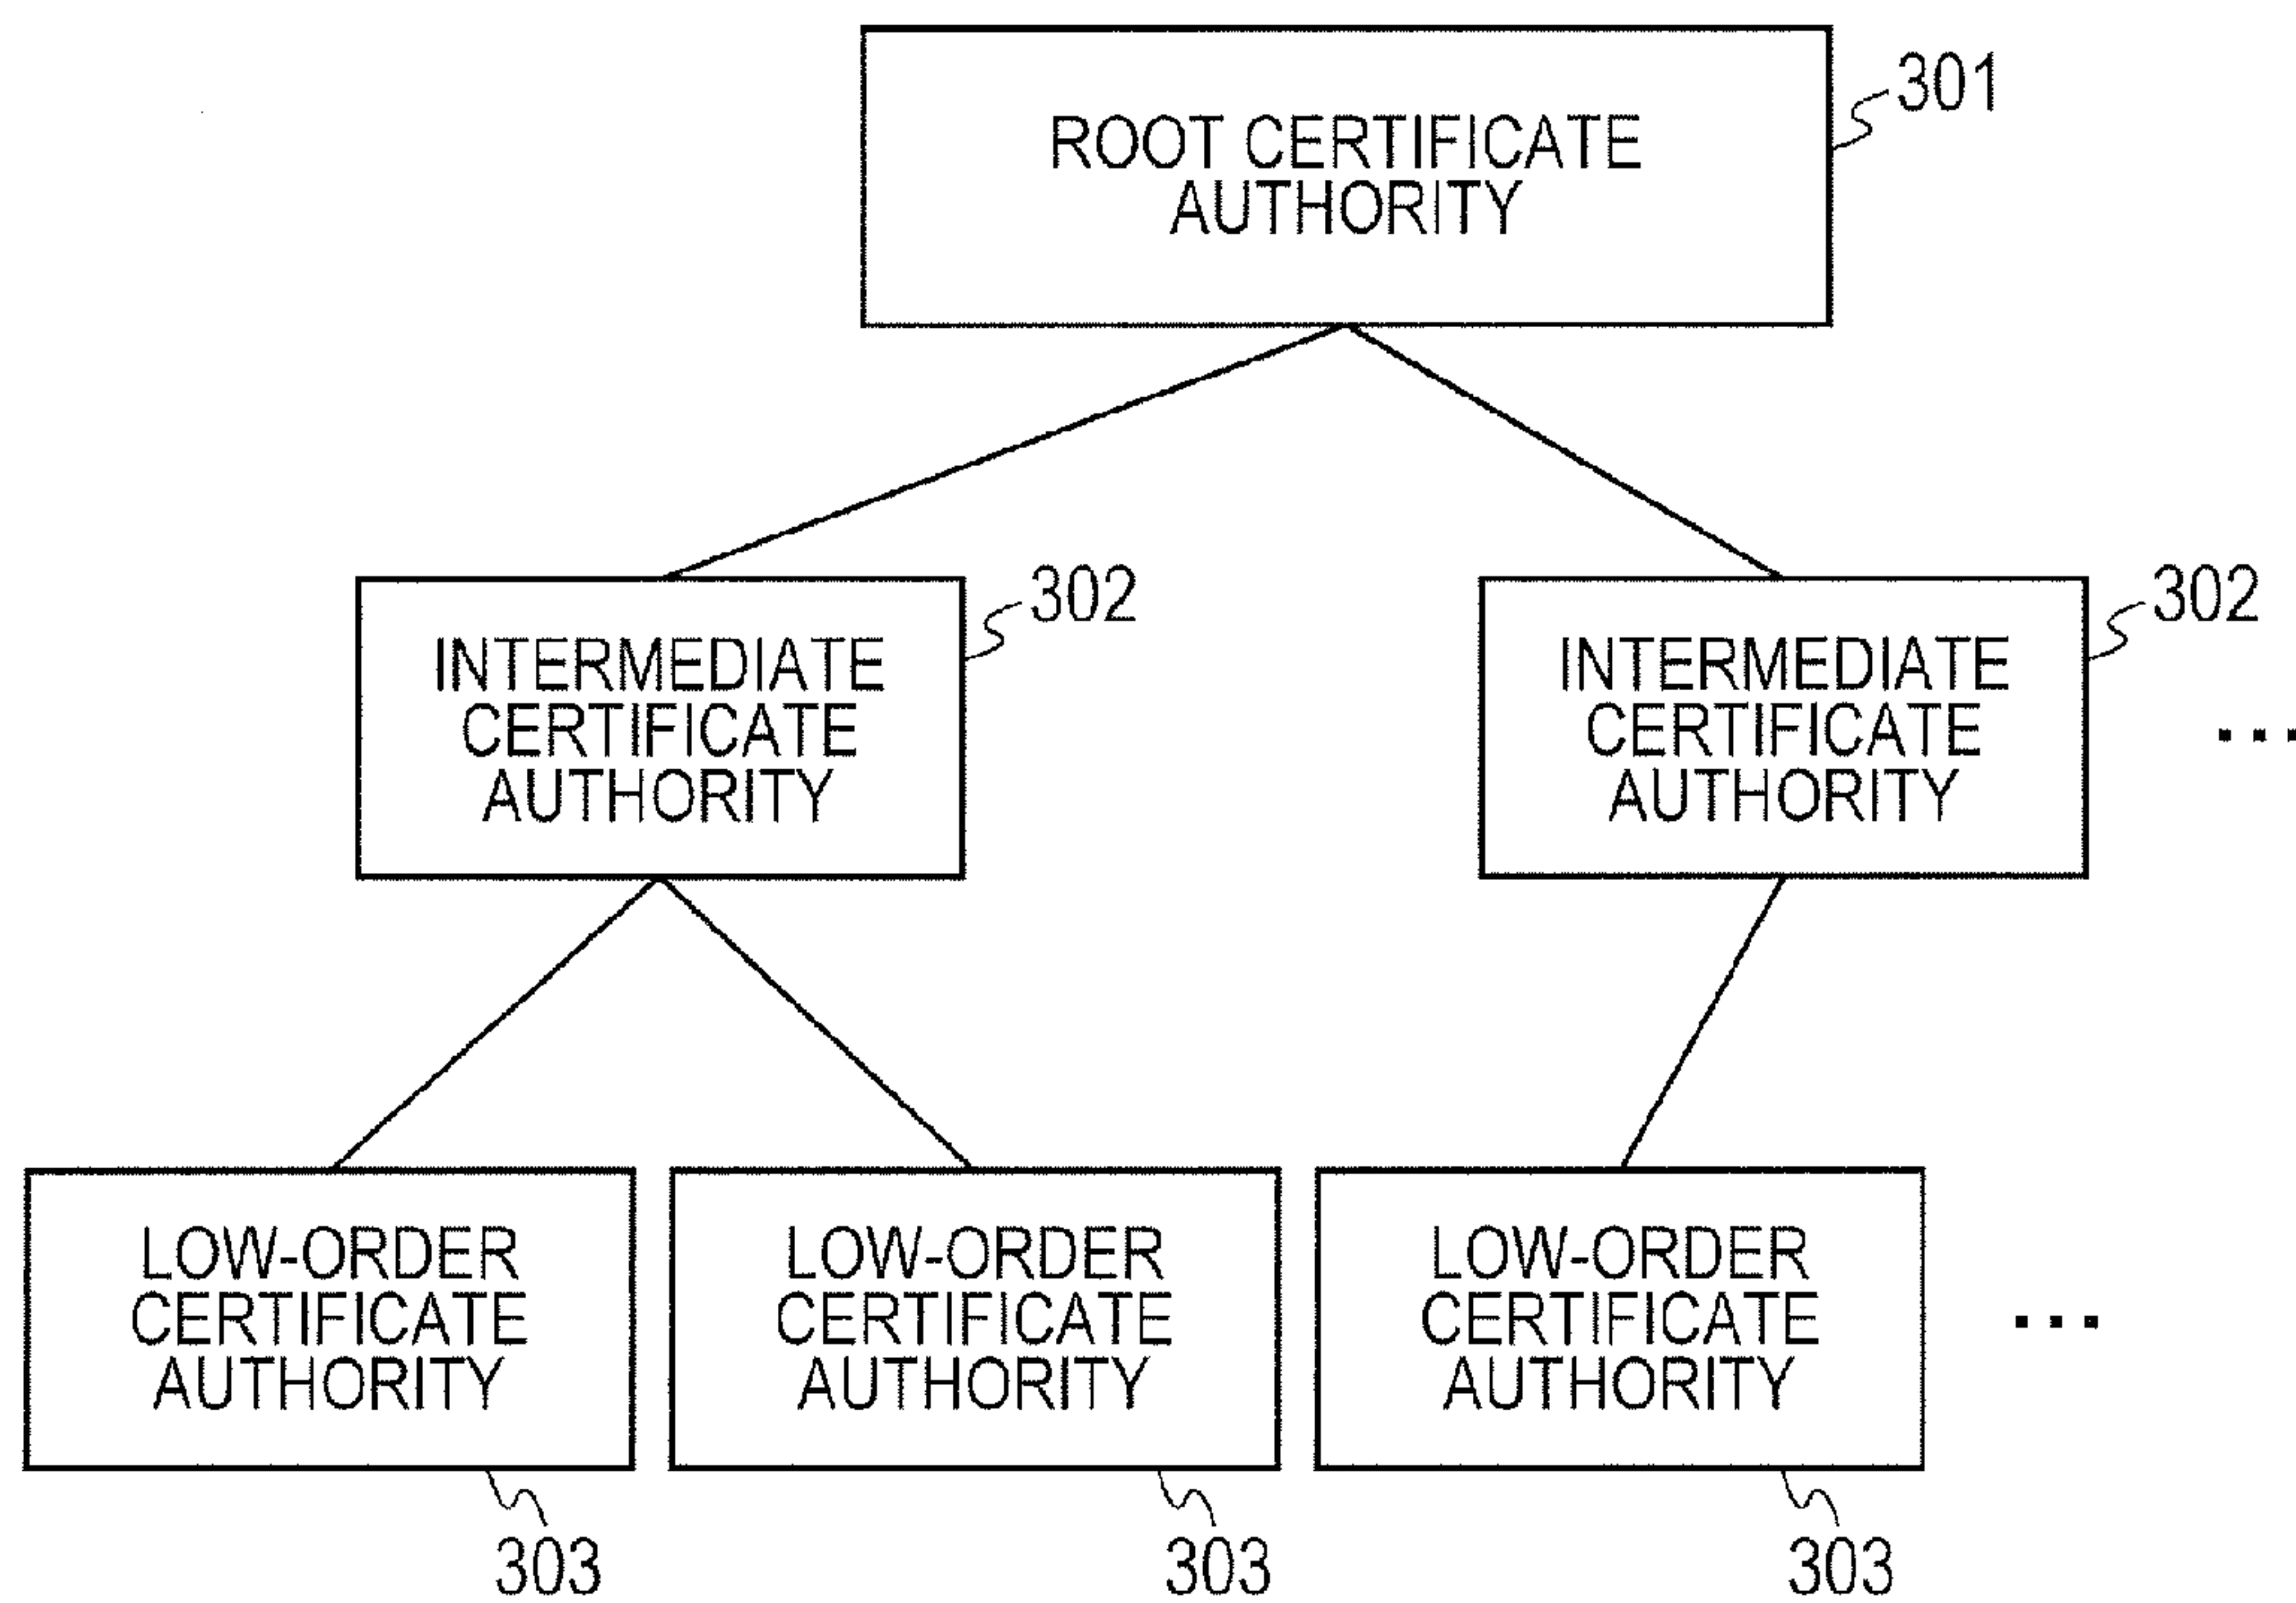 301
ROOT CERTIFICATE
AUTHORITY
302
INTERMEDIATE
CERTIFICATE
AUTHORITY
302
INTERMEDIATE
CERTIFICATE
AUTHORITY
...
LOW-ORDER
CERTIFICATE
AUTHORITY
303
LOW-ORDER
CERTIFICATE
AUTHORITY
303
LOW-ORDER
CERTIFICATE
AUTHORITY
303
...